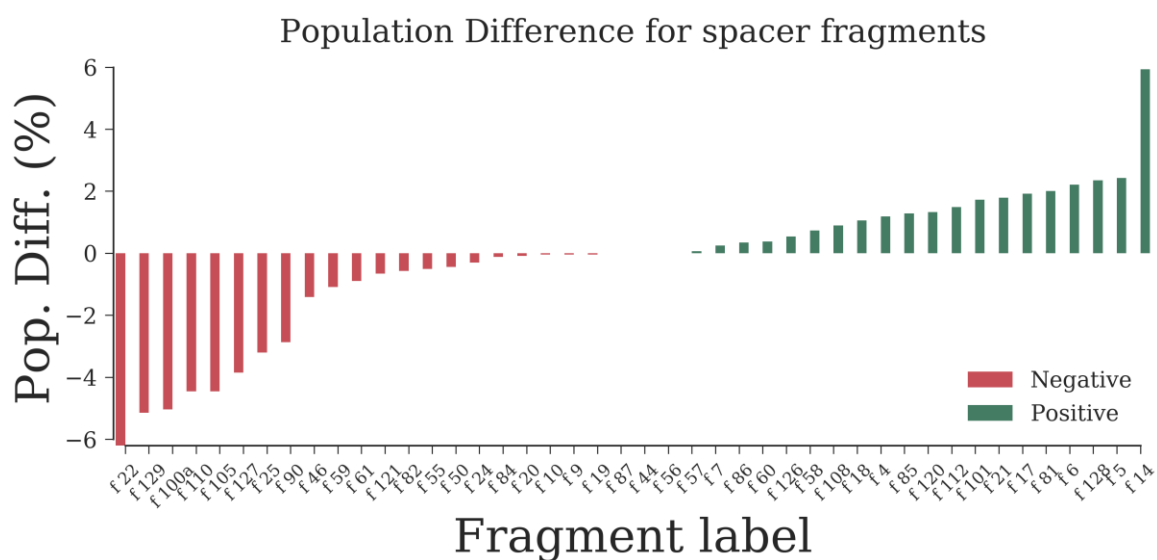 Population Difference for spacer fragments
Pop. Diff. (%)
6
4
2
0
−2
−4
−6
Negative
Positive
f 22
f 129
f 100a
f 110
f 105
f 127
f 25
f 90
f 46
f 59
f 61
f 121
f 82
f 55
f 50
f 24
f 84
f 20
f 10
f 9
f 19
f 87
f 44
f 56
f 57
f 7
f 86
f 60
f 126
f 58
f 108
f 18
f 4
f 85
f 120
f 112
f 101
f 21
f 17
f 81
f 6
f 128
f 5
f 14
Fragment label